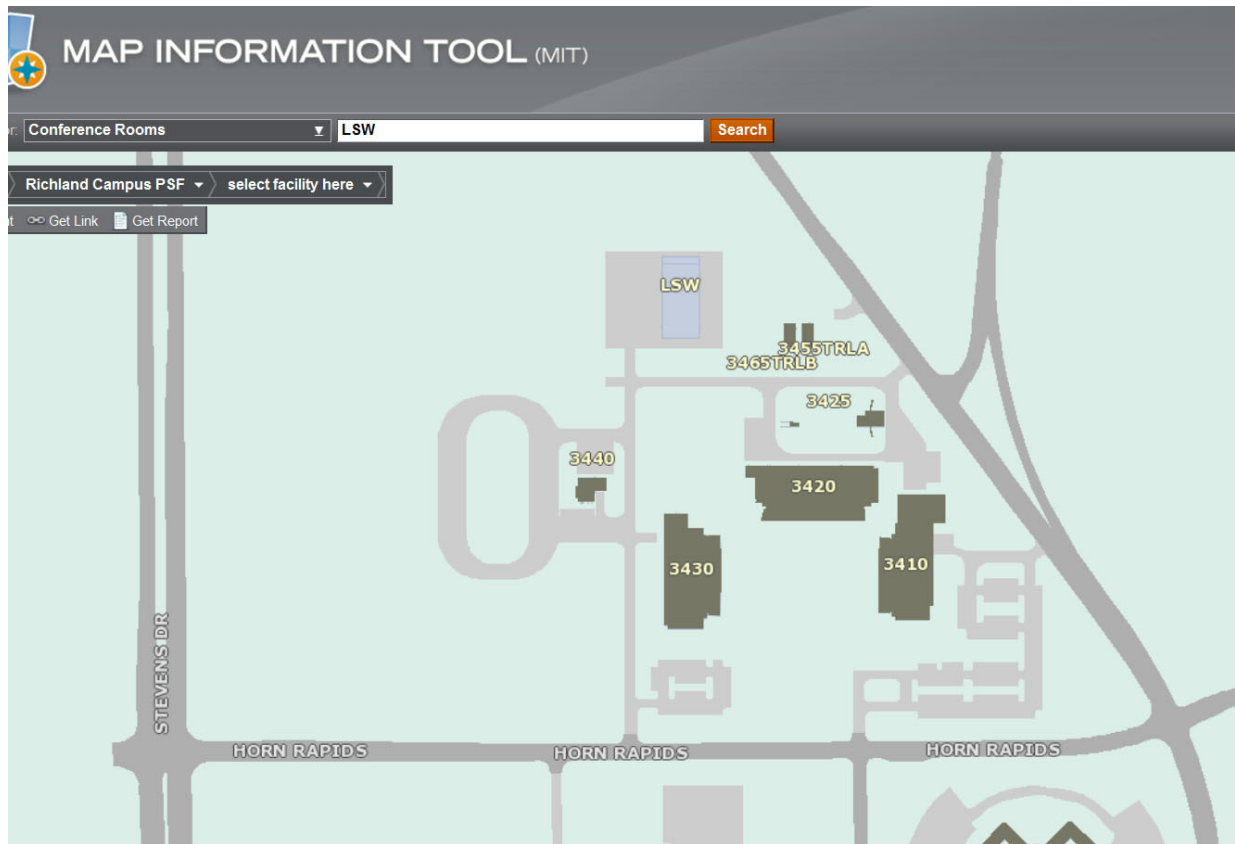 MAP INFORMATION TOOL (MIT)
Conference Rooms LSW Search
Richland Campus PSF select facility here
Get Link Get Report
LSW
3455TRLA
3465TRLB
3425
3440
3420
3430
3410
STEVENS DR
HORN RAPIDS HORN RAPIDS HORN RAPIDS